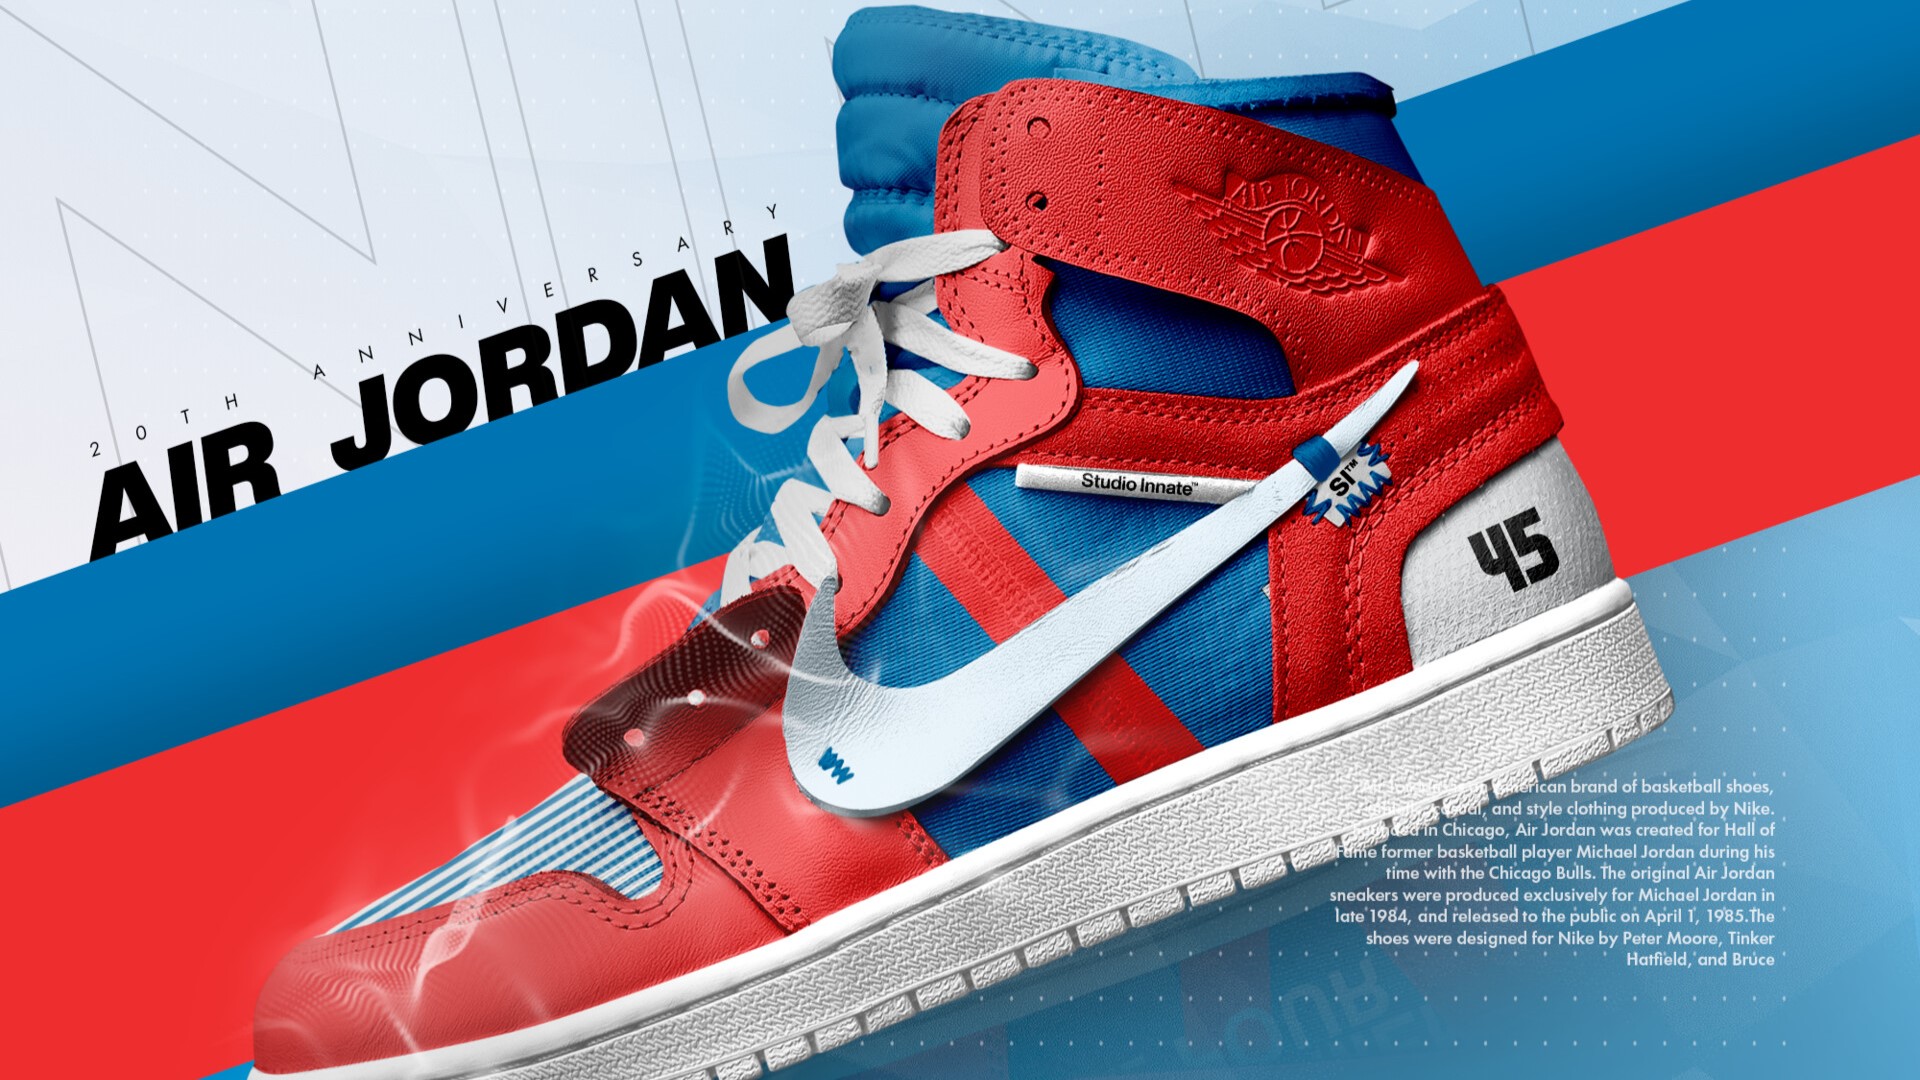 20TH ANNIVERSARY
AIR JORDAN
AIR JORDAN
Studio Innate™
SI™
45
American brand of basketball shoes,
and style clothing produced by Nike.
in Chicago, Air Jordan was created for Hall of
Fame former basketball player Michael Jordan during his
time with the Chicago Bulls. The original Air Jordan
sneakers were produced exclusively for Michael Jordan in
late 1984, and released to the public on April 1, 1985.The
shoes were designed for Nike by Peter Moore, Tinker
Hatfield, and Bruce